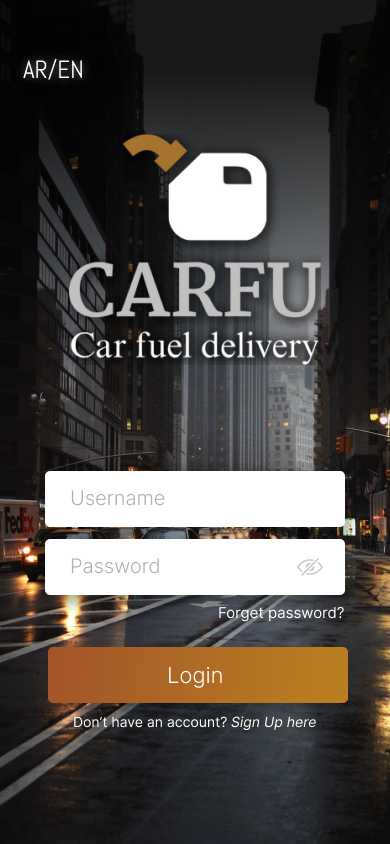 AR/EN
CARFU
Car fuel delivery
FedEx
Username
Password
Forget password?
Login
Don't have an account? Sign Up here